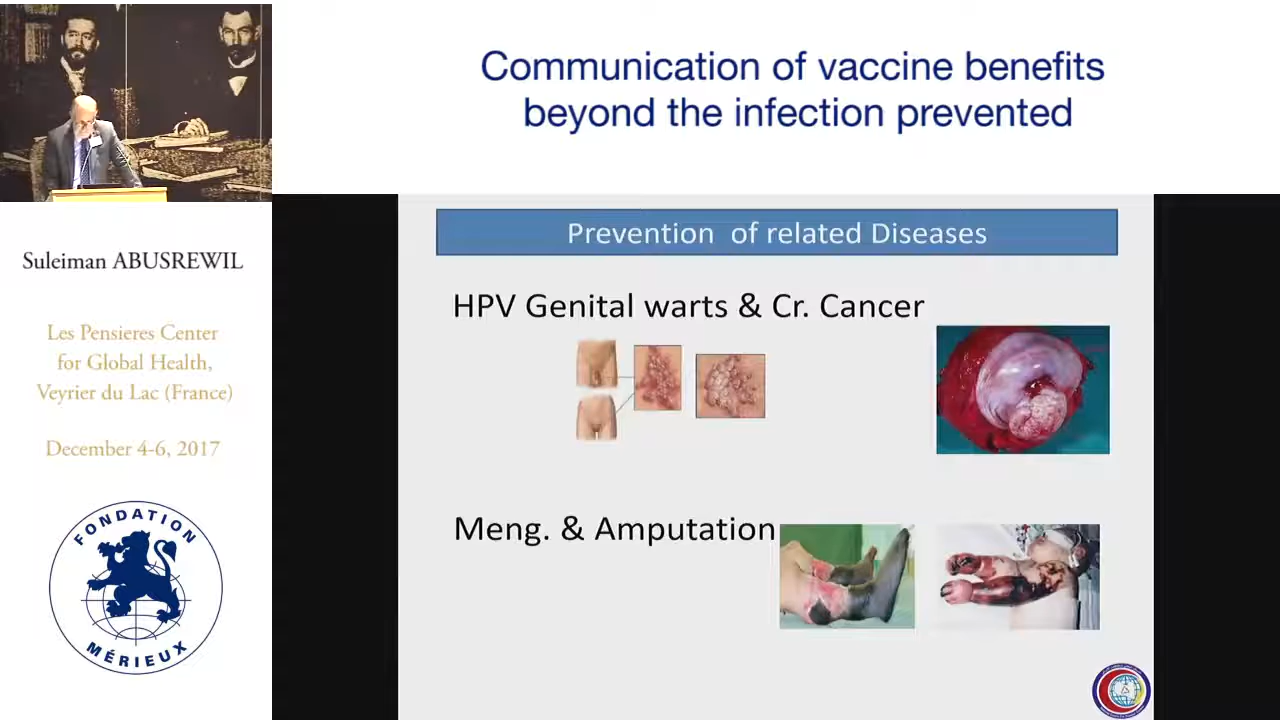 Communication of vaccine benefits
beyond the infection prevented
Suleiman ABUSREWIL
Les Pensieres Center
for Global Health,
Veyrier du Lac (France)
December 4-6, 2017
FONDATION
MÉRIEUX
Prevention of related Diseases
HPV Genital warts & Cr. Cancer
Meng. & Amputation